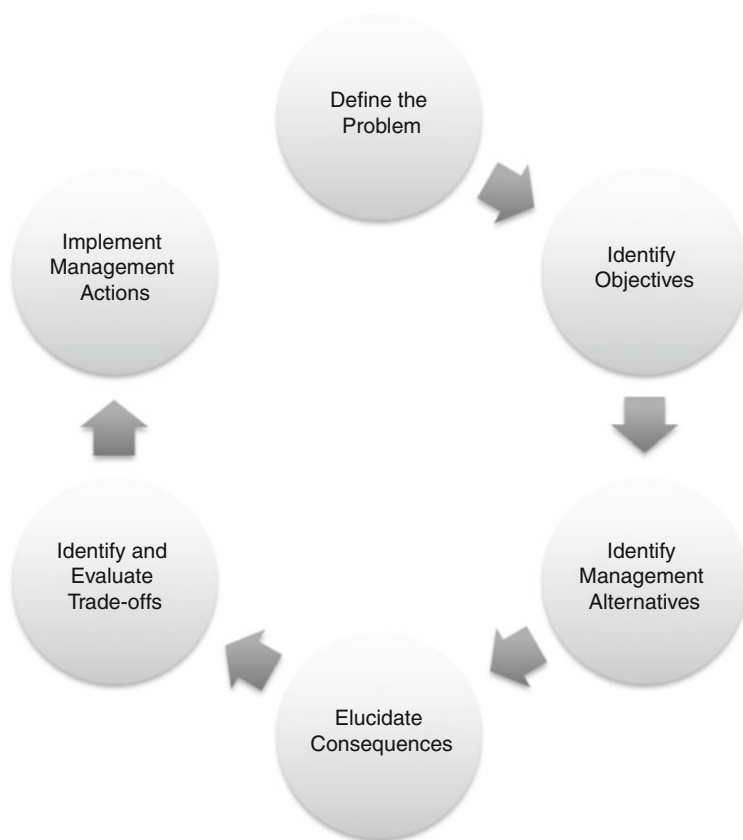 Define the
Problem
Identify
Objectives
Identify
Management
Alternatives
Elucidate
Consequences
Identify and
Evaluate
Trade-offs
Implement
Management
Actions